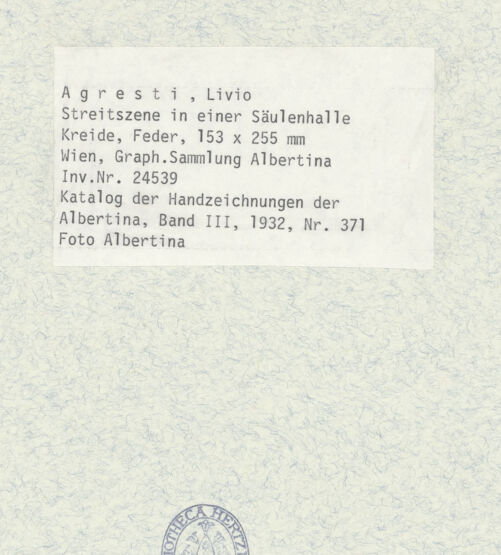 A g r e s t i , Livio
Streitszene in einer Säulenhalle
Kreide, Feder, 153 x 255 mm
Wien, Graph.Sammlung Albertina
Inv.Nr. 24539
Katalog der Handzeichnungen der
Albertina, Band III, 1932, Nr. 371
Foto Albertina